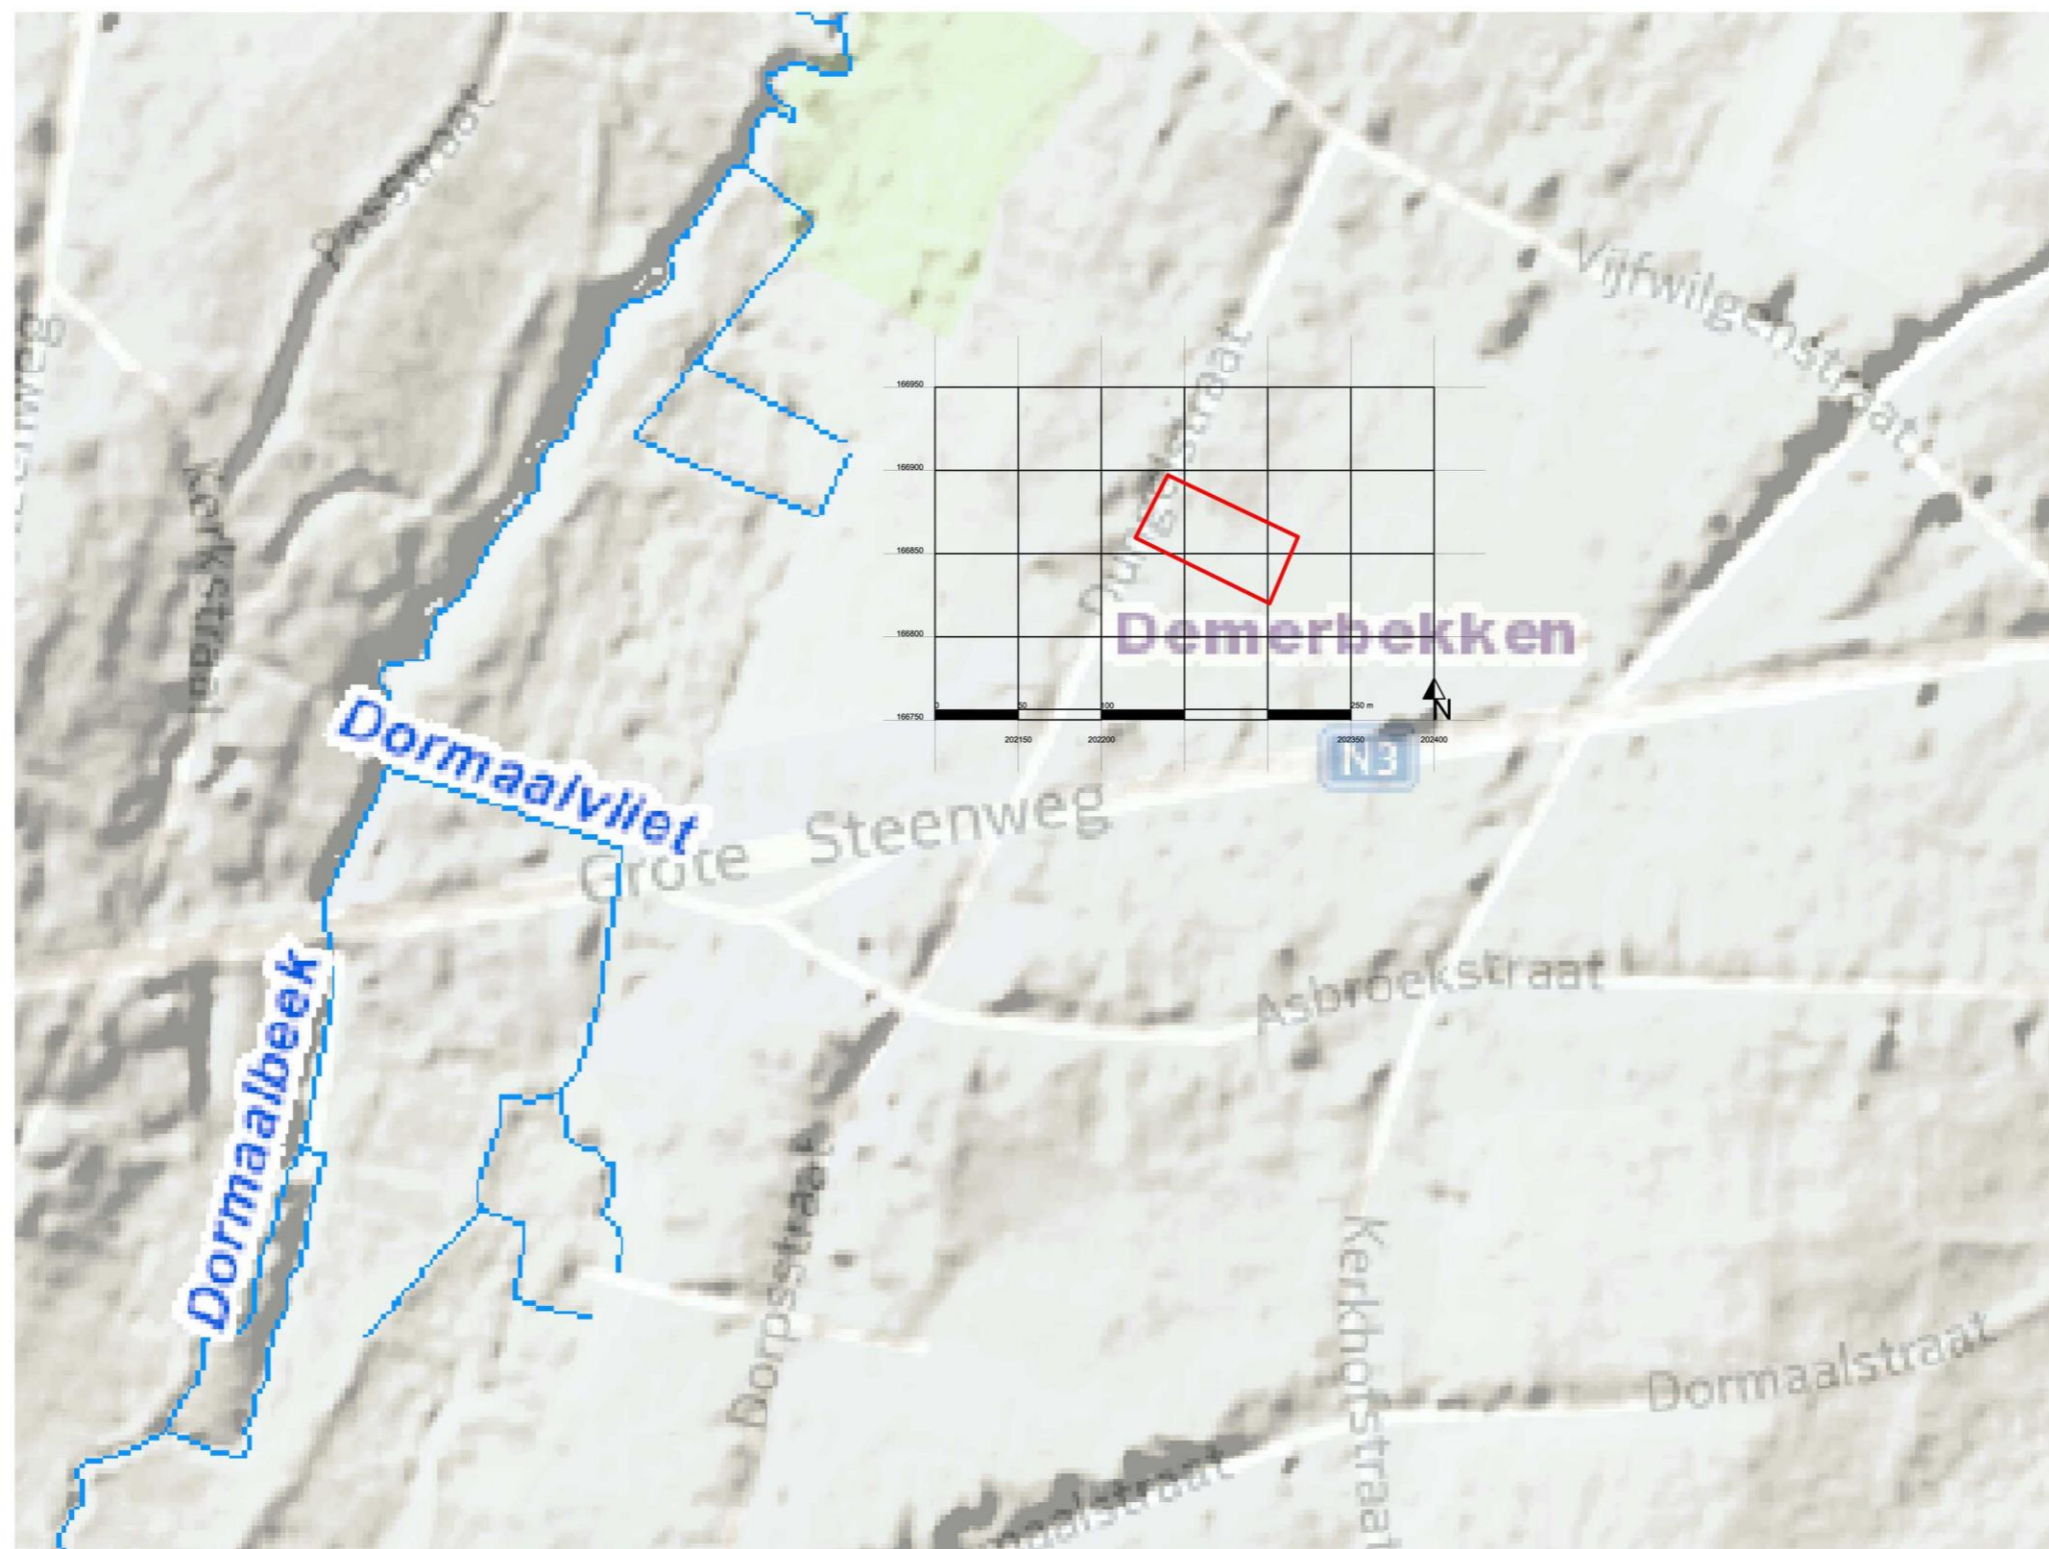 Vijfwilgenstraat
166950
166900
166850
Kerkstraat
Demerbekken
166800
Dormaalvliet
0
50
100
250 m
N
166750
202150
202200
202350
202400
N3
Grote Steenweg
Dormaalbeek
Asbroekstraat
Dorpsstraat
Kerkhofstraat
Dormaalstraat